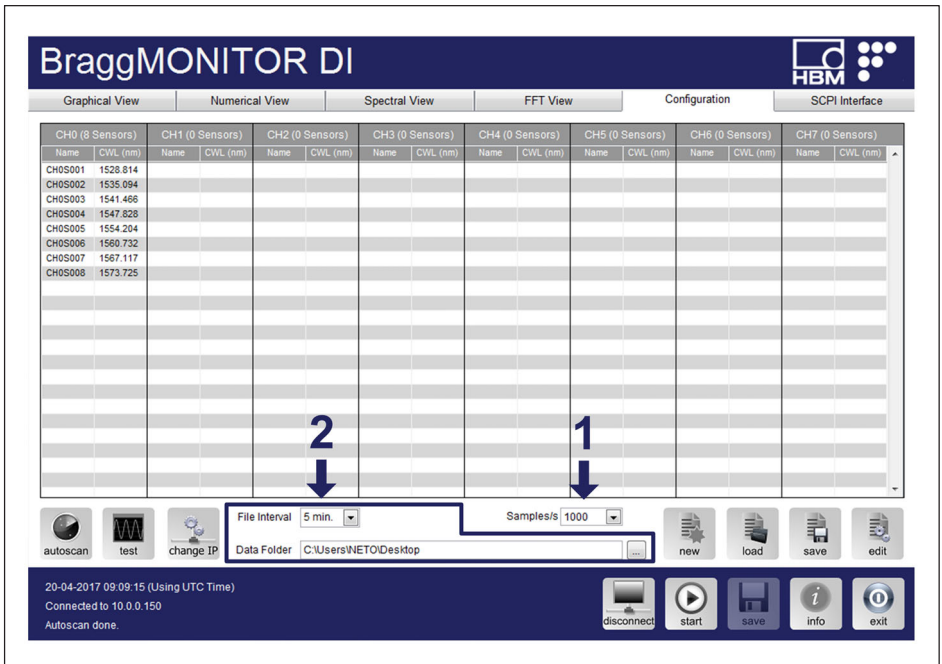 BraggMONITOR DI
HBM
Graphical View Numerical View Spectral View FFT View Configuration SCPI Interface
CH0 (8 Sensors) CH1 (0 Sensors) CH2 (0 Sensors) CH3 (0 Sensors) CH4 (0 Sensors) CH5 (0 Sensors) CH6 (0 Sensors) CH7 (0 Sensors)
Name CWL (nm) Name CWL (nm) Name CWL (nm) Name CWL (nm) Name CWL (nm) Name CWL (nm) Name CWL (nm) Name CWL (nm)
CH0S001 1528.814
CH0S002 1535.094
CH0S003 1541.466
CH0S004 1547.828
CH0S005 1554.204
CH0S006 1560.732
CH0S007 1567.117
CH0S008 1573.725
2 1
File Interval 5 min. Samples/s 1000
autoscan test change IP Data Folder C:\Users\NETO\Desktop ... new load save edit
20-04-2017 09:09:15 (Using UTC Time)
Connected to 10.0.0.150
Autoscan done.
disconnect start save info exit